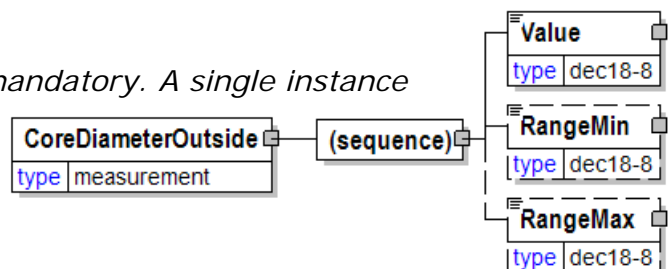 Value
type dec18-8
mandatory. A single instance
RangeMin
CoreDiameterOutside (sequence)
type measurement
type dec18-8
RangeMax
type dec18-8